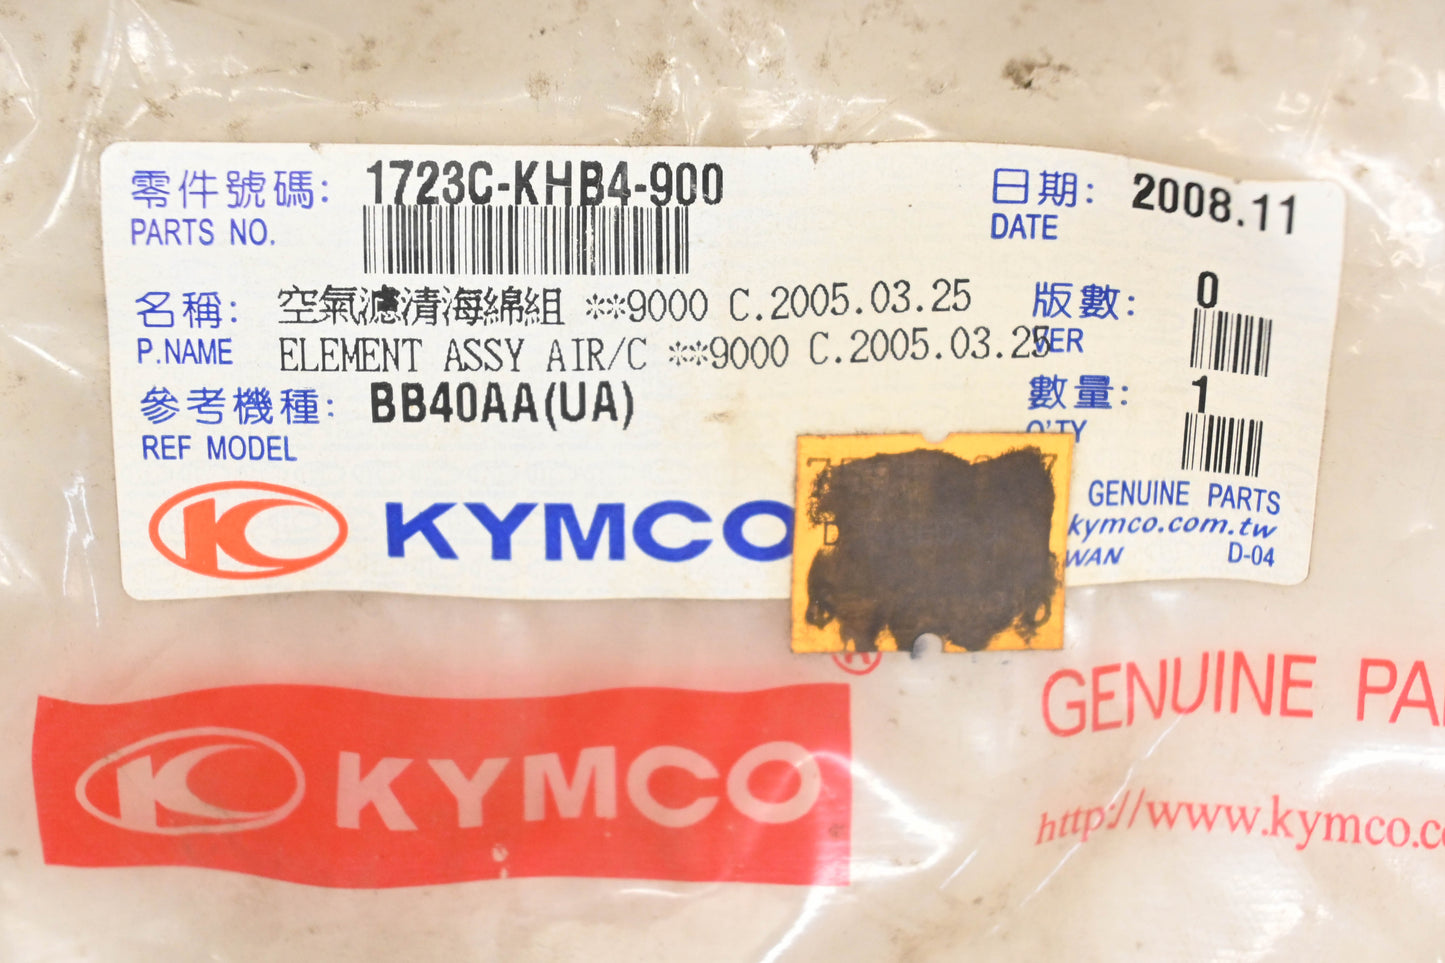 零件號碼: 1723C-KHB4-900
PARTS NO.
日期: 2008.11
DATE
名稱: 空氣濾清海綿組 **9000 C.2005.03.25
P.NAME ELEMENT ASSY AIR/C **9000 C.2005.03.25
版數: 0
VER
參考機種: BB40AA(UA)
REF MODEL
數量: 1
Q'TY
KYMCO
GENUINE PARTS
kymco.com.tw
WAN D-04
KYMCO ®
GENUINE PA
http://www.kymco.c